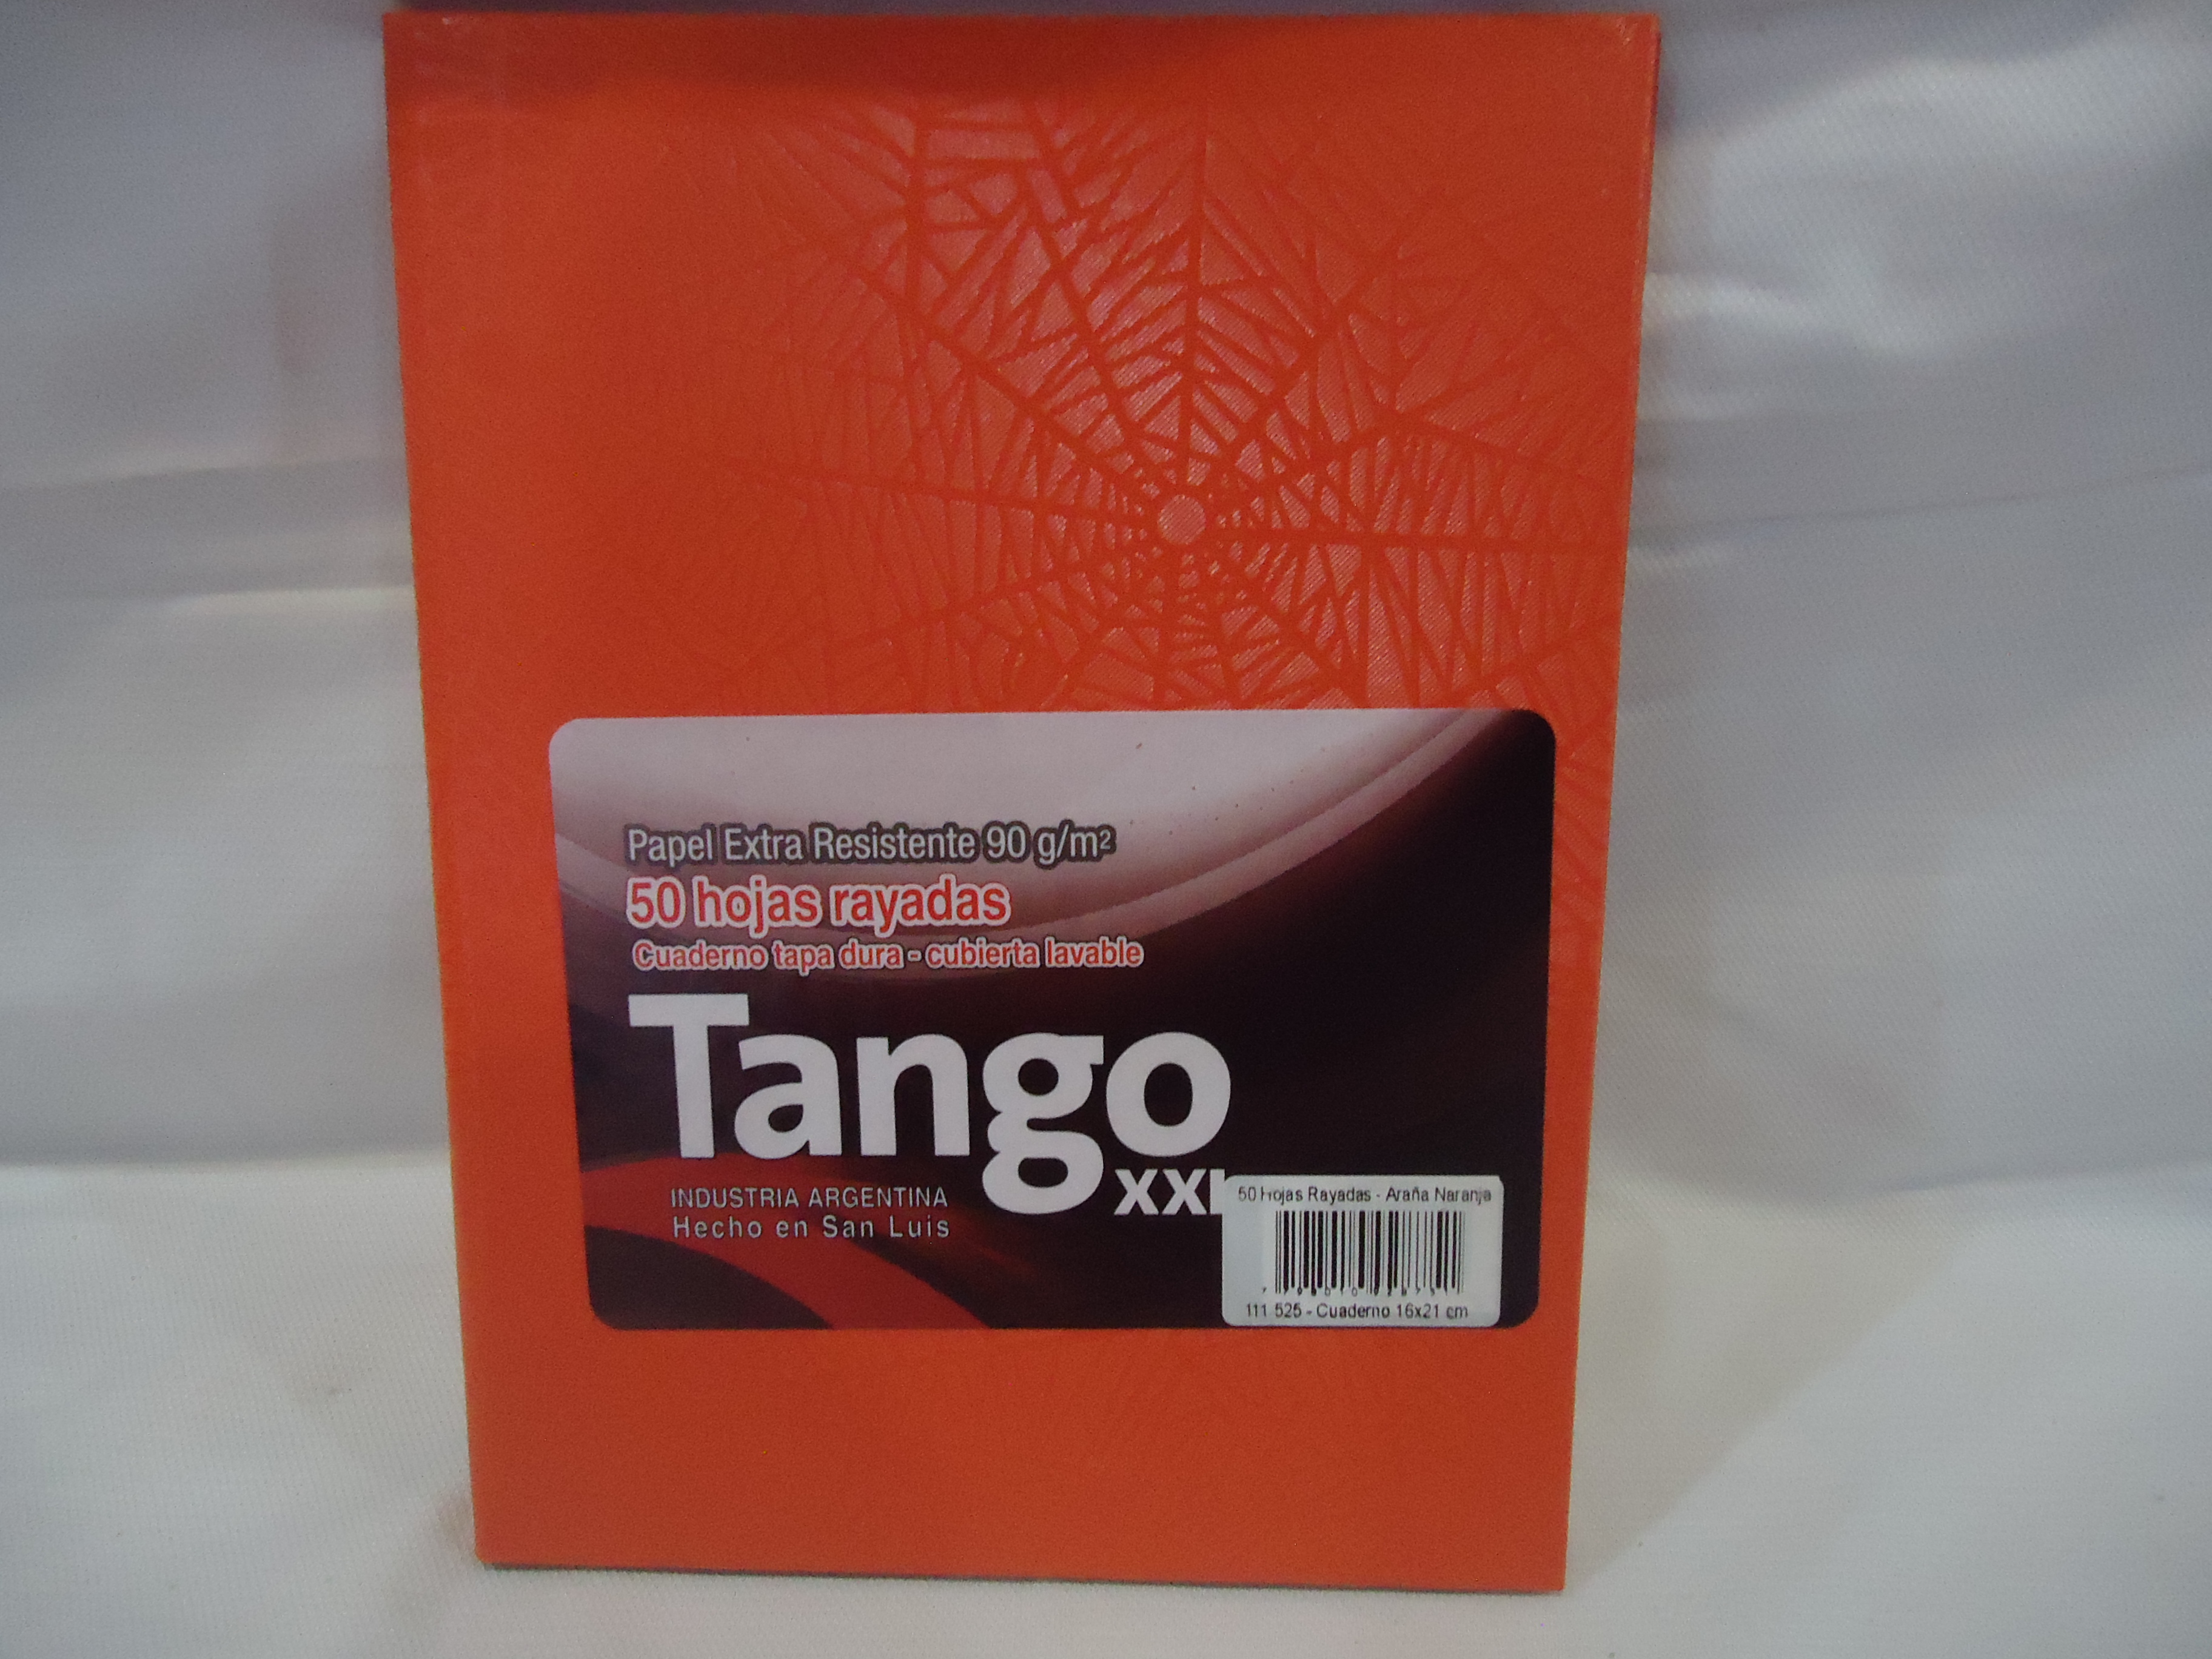 Papel Extra Resistente 90 g/m²
50 hojas rayadas
Cuaderno tapa dura - cubierta lavable
Tango
INDUSTRIA ARGENTINA
Hecho en San Luis
50 Hojas Rayadas - Araña Naranja
111 525 - Cuaderno 16x21 cm